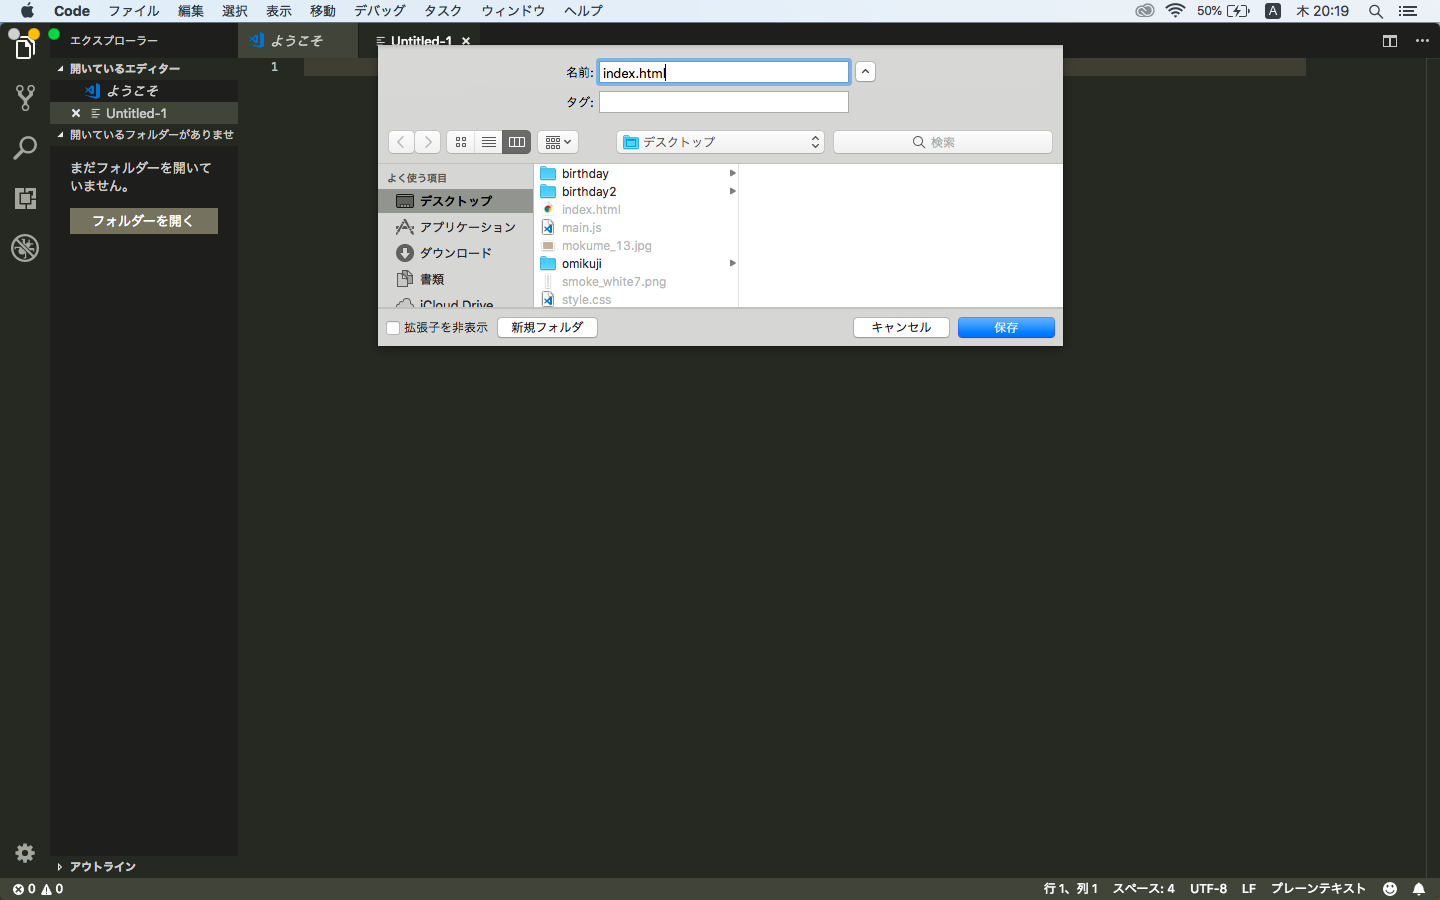 Code ファイル 編集 選択 表示 移動 デバッグ タスク ウィンドウ ヘルプ 50% A 木 20:19
エクスプローラー
開いているエディター
ようこそ
Untitled-1
開いているフォルダーがありませ
まだフォルダーを開いて
いません。
フォルダーを開く
アウトライン
ようこそ Untitled-1
1
名前: index.html
タグ:
デスクトップ 検索
よく使う項目
デスクトップ
アプリケーション
ダウンロード
書類
iCloud Drive
birthday
birthday2
index.html
main.js
mokume_13.jpg
omikuji
smoke_white7.png
style.css
拡張子を非表示 新規フォルダ キャンセル 保存
0 0 行 1、列 1 スペース: 4 UTF-8 LF プレーンテキスト